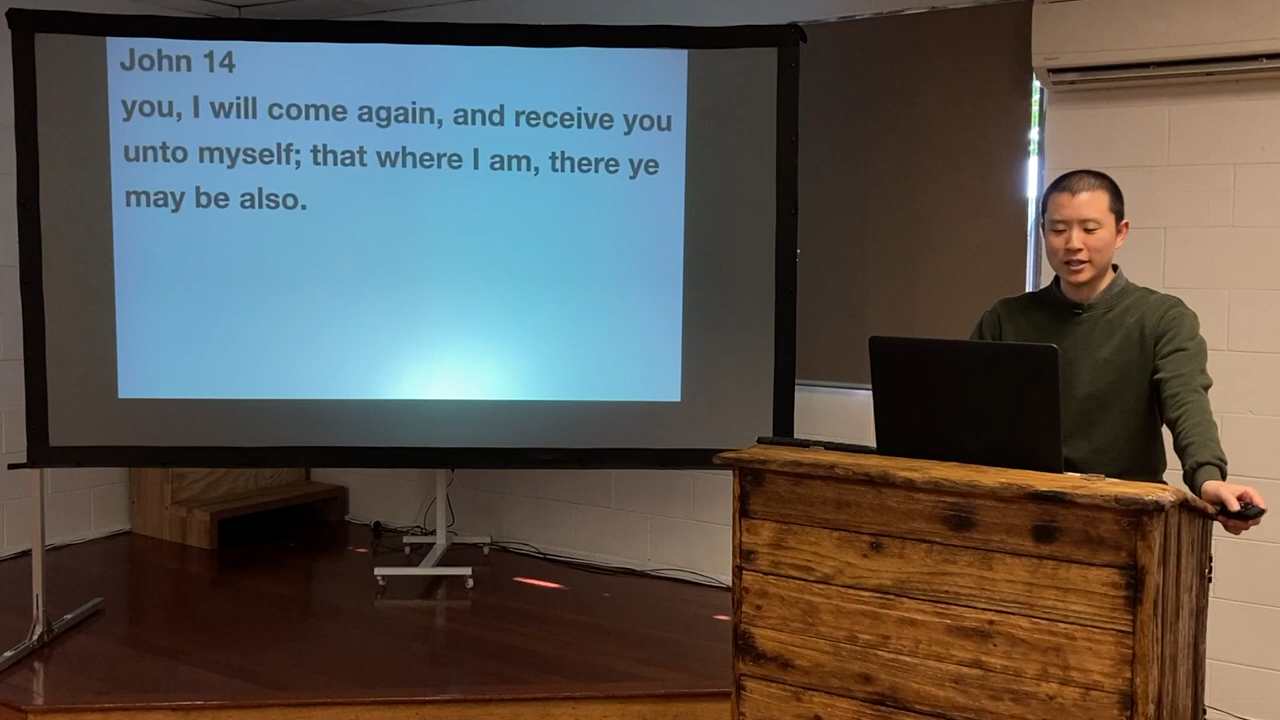 John 14
you, I will come again, and receive you
unto myself; that where I am, there ye
may be also.